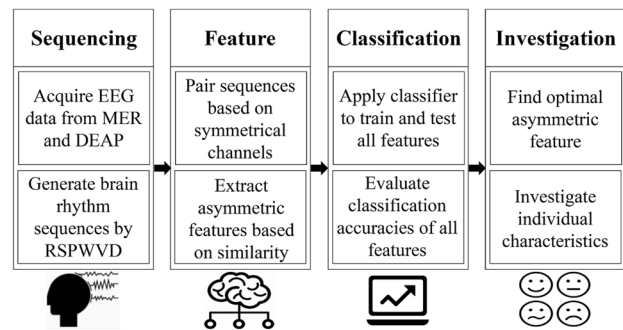 Sequencing
Acquire EEG
data from MER
and DEAP
Generate brain
rhythm
sequences by
RSPWVD
Feature
Pair sequences
based on
symmetrical
channels
Extract
asymmetric
features based
on similarity
Classification
Apply classifier
to train and test
all features
Evaluate
classification
accuracies of all
features
Investigation
Find optimal
asymmetric
feature
Investigate
individual
characteristics